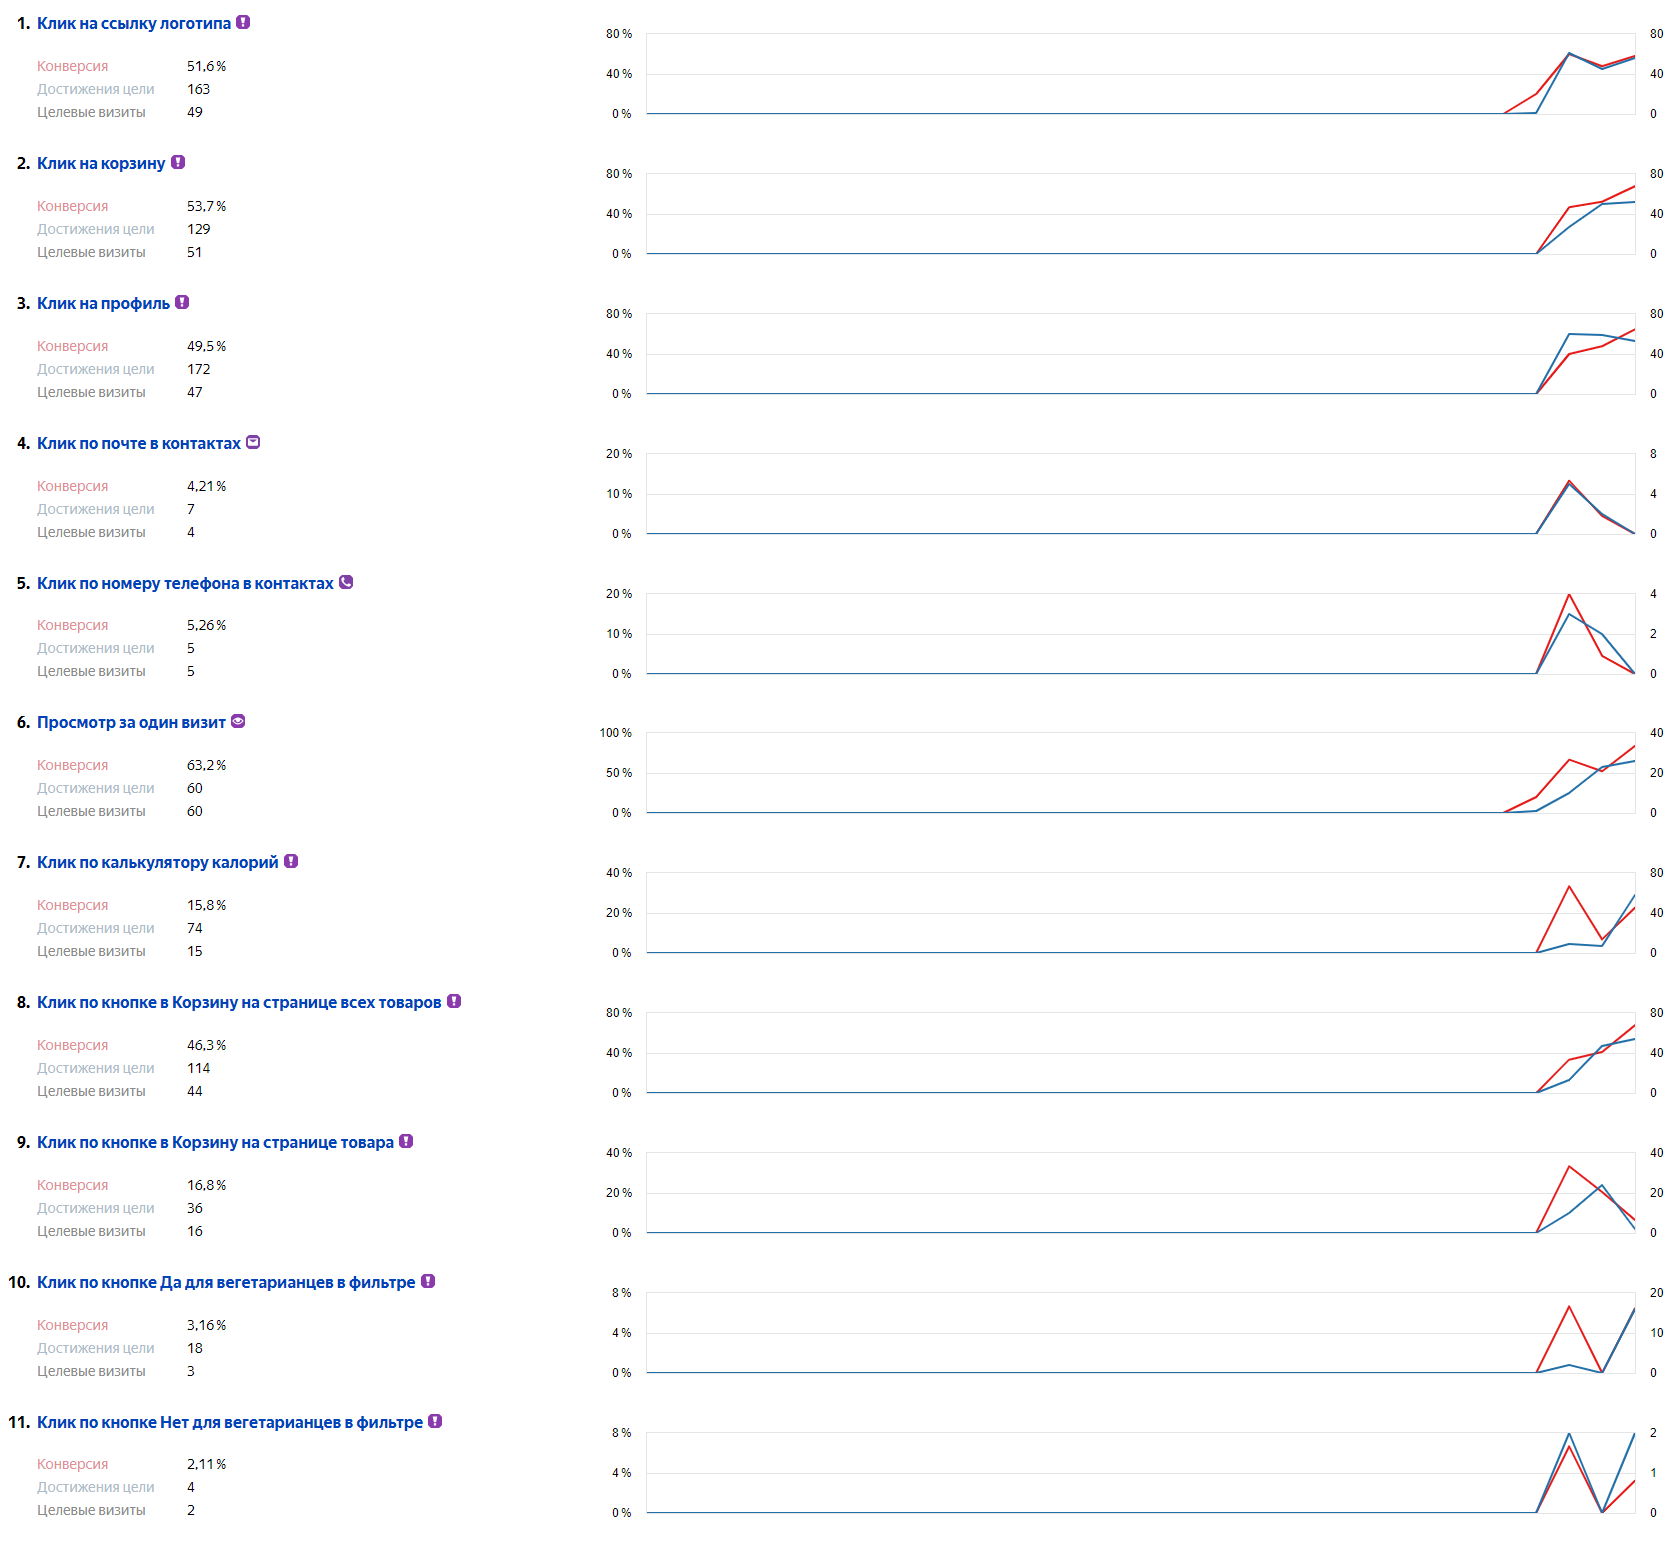 1. Клик на ссылку логотипа
Конверсия 51,6 %
Достижения цели 163
Целевые визиты 49
80 % 80
40 % 40
0 % 0
2. Клик на корзину
Конверсия 53,7 %
Достижения цели 129
Целевые визиты 51
80 % 80
40 % 40
0 % 0
3. Клик на профиль
Конверсия 49,5 %
Достижения цели 172
Целевые визиты 47
80 % 80
40 % 40
0 % 0
4. Клик по почте в контактах
Конверсия 4,21 %
Достижения цели 7
Целевые визиты 4
20 % 8
10 % 4
0 % 0
5. Клик по номеру телефона в контактах
Конверсия 5,26 %
Достижения цели 5
Целевые визиты 5
20 % 4
10 % 2
0 % 0
6. Просмотр за один визит
Конверсия 63,2 %
Достижения цели 60
Целевые визиты 60
100 % 40
50 % 20
0 % 0
7. Клик по калькулятору калорий
Конверсия 15,8 %
Достижения цели 74
Целевые визиты 15
40 % 80
20 % 40
0 % 0
8. Клик по кнопке в Корзину на странице всех товаров
Конверсия 46,3 %
Достижения цели 114
Целевые визиты 44
80 % 80
40 % 40
0 % 0
9. Клик по кнопке в Корзину на странице товара
Конверсия 16,8 %
Достижения цели 36
Целевые визиты 16
40 % 40
20 % 20
0 % 0
10. Клик по кнопке Да для вегетарианцев в фильтре
Конверсия 3,16 %
Достижения цели 18
Целевые визиты 3
8 % 20
4 % 10
0 % 0
11. Клик по кнопке Нет для вегетарианцев в фильтре
Конверсия 2,11 %
Достижения цели 4
Целевые визиты 2
8 % 2
4 % 1
0 % 0